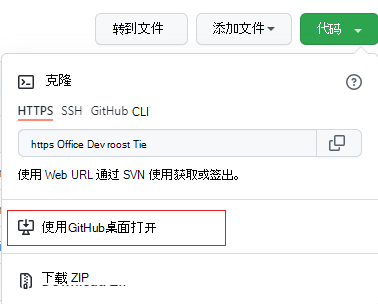 转到文件 添加文件 代码
克隆
HTTPS SSH GitHub CLI
https Office Dev roost Tie
使用 Web URL 通过 SVN 使用获取或签出。
使用GitHub桌面打开
下载 ZIP